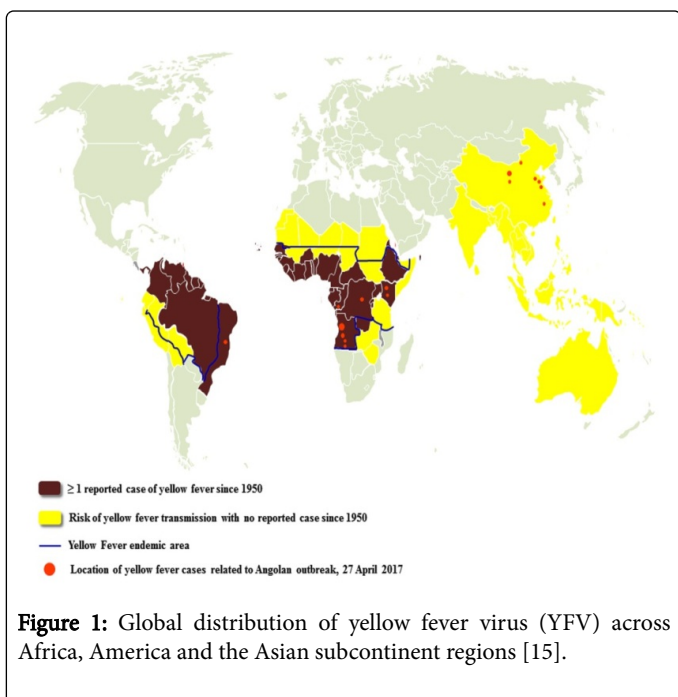 ≥ 1 reported case of yellow fever since 1950
Risk of yellow fever transmission with no reported case since 1950
Yellow Fever endemic area
Location of yellow fever cases related to Angolan outbreak, 27 April 2017
Figure 1: Global distribution of yellow fever virus (YFV) across
Africa, America and the Asian subcontinent regions [15].